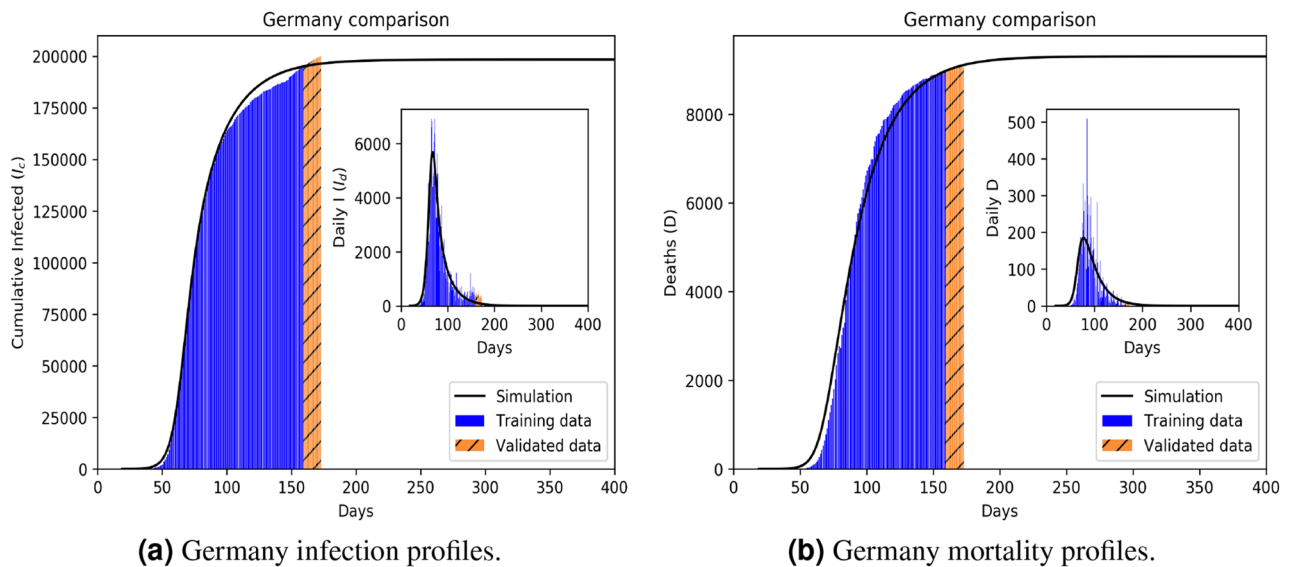 Germany comparison
Cumulative Infected (I_c)
200000
175000
150000
125000
100000
75000
50000
25000
0
0 50 100 150 200 250 300 350 400
Days
Daily I (I_d)
6000
4000
2000
0
0 100 200 300 400
Days
Simulation
Training data
Validated data
(a) Germany infection profiles.
Germany comparison
Deaths (D)
8000
6000
4000
2000
0
0 50 100 150 200 250 300 350 400
Days
Daily D
500
400
300
200
100
0
0 100 200 300 400
Days
Simulation
Training data
Validated data
(b) Germany mortality profiles.